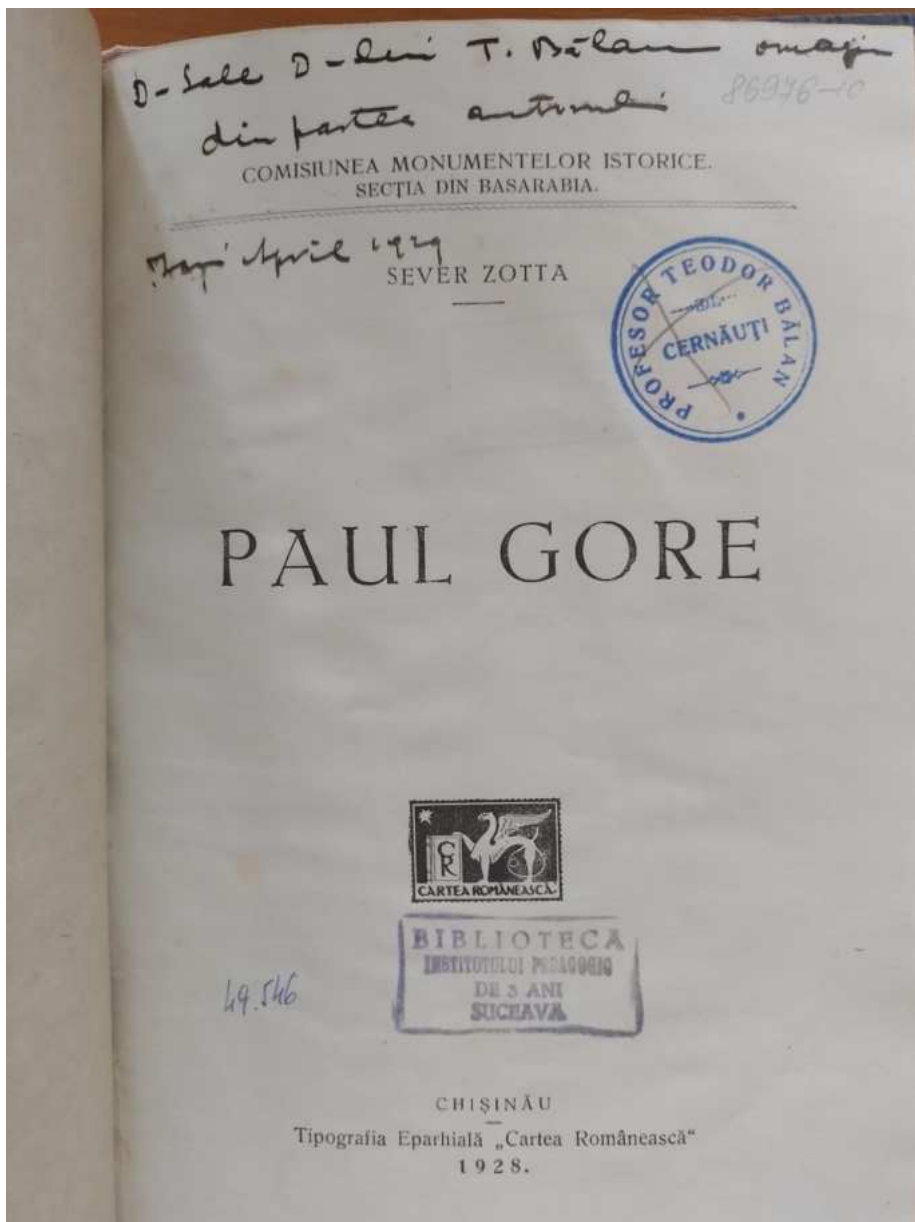 D-Sale D-lui T. Bălan omagiu
86976-10
din partea autorului
COMISIUNEA MONUMENTELOR ISTORICE.
SECȚIA DIN BASARABIA.
Iași April 1929
SEVER ZOTTA
PROFESOR TEODOR BĂLAN
CERNĂUȚI
PAUL GORE
CR
CARTEA ROMÂNEASCĂ
BIBLIOTECA
INSTITUTULUI PEDAGOGIC
DE 3 ANI
SUCEAVA
49.546
CHIȘINĂU
Tipografia Eparhială „Cartea Românească“
1928.